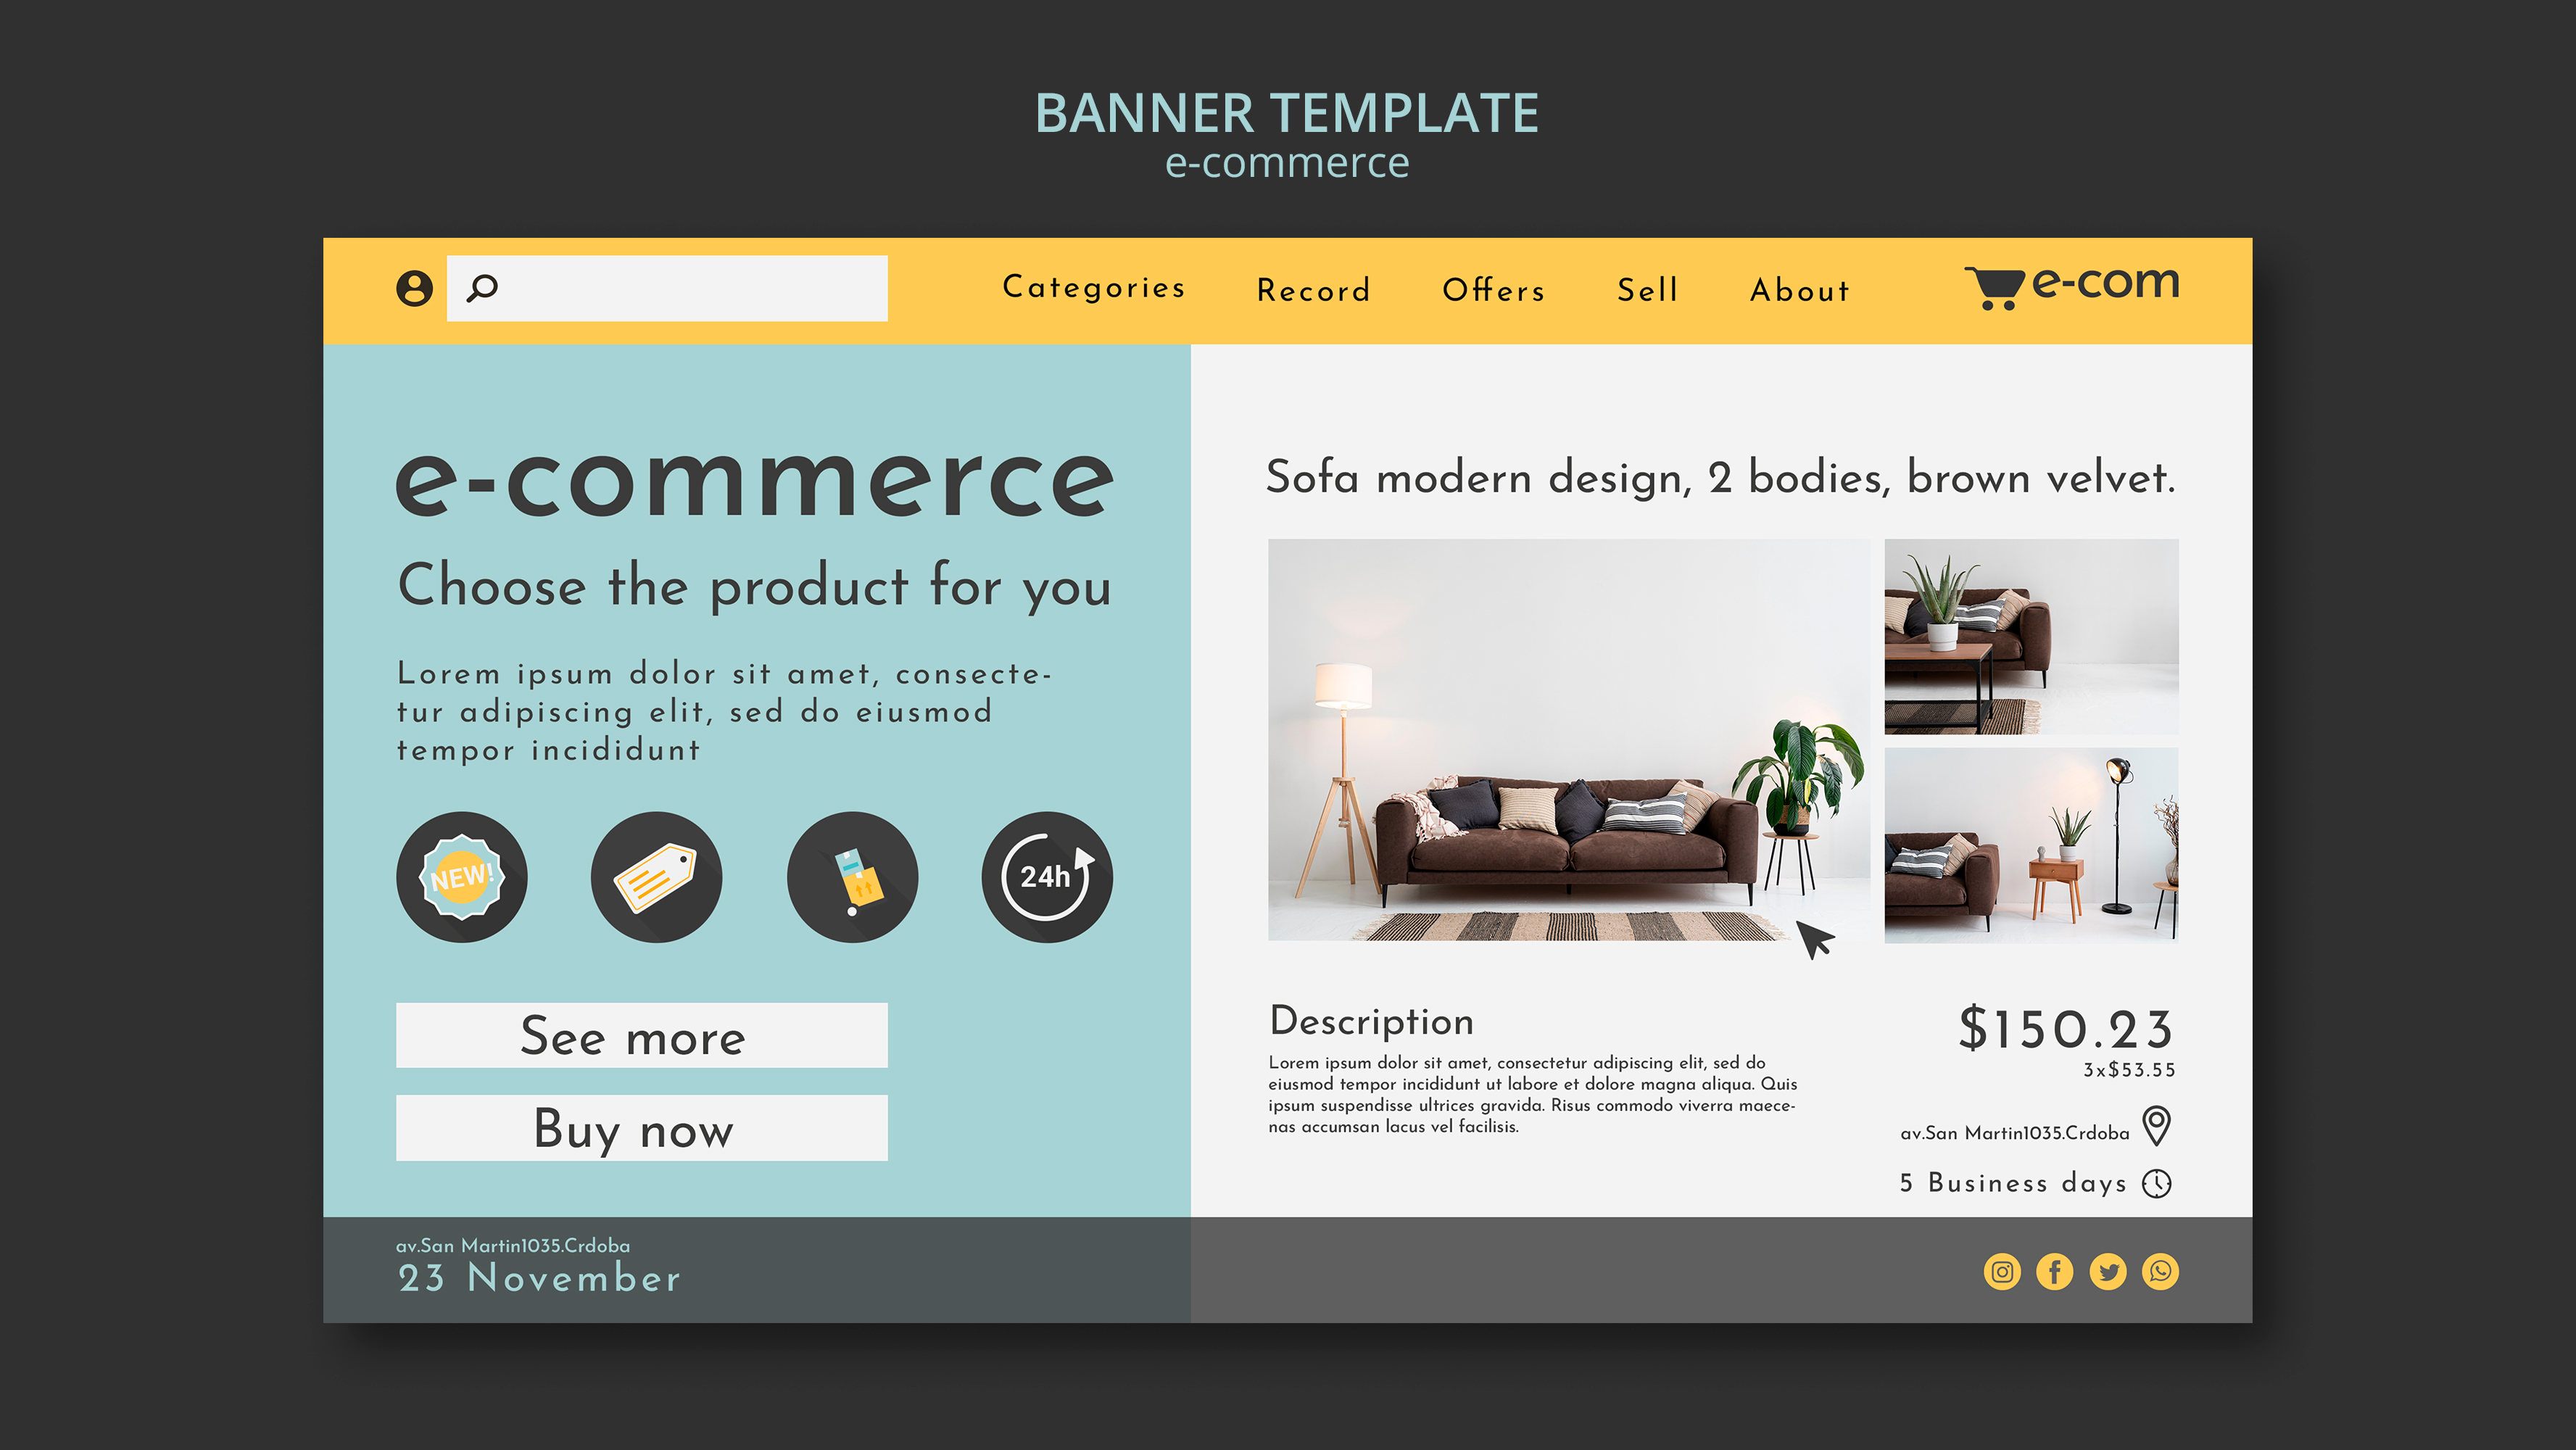 BANNER TEMPLATE
e-commerce
Categories
Record
Offers
Sell
About
e-com
e-commerce
Choose the product for you
Lorem ipsum dolor sit amet, consecte-
tur adipiscing elit, sed do eiusmod
tempor incididunt
NEW!
24h
See more
Buy now
Sofa modern design, 2 bodies, brown velvet.
Description
Lorem ipsum dolor sit amet, consectetur adipiscing elit, sed do
eiusmod tempor incididunt ut labore et dolore magna aliqua. Quis
ipsum suspendisse ultrices gravida. Risus commodo viverra maece-
nas accumsan lacus vel facilisis.
$150.23
3x$53.55
av.San Martin1035.Crdoba
5 Business days
av.San Martin1035.Crdoba
23 November